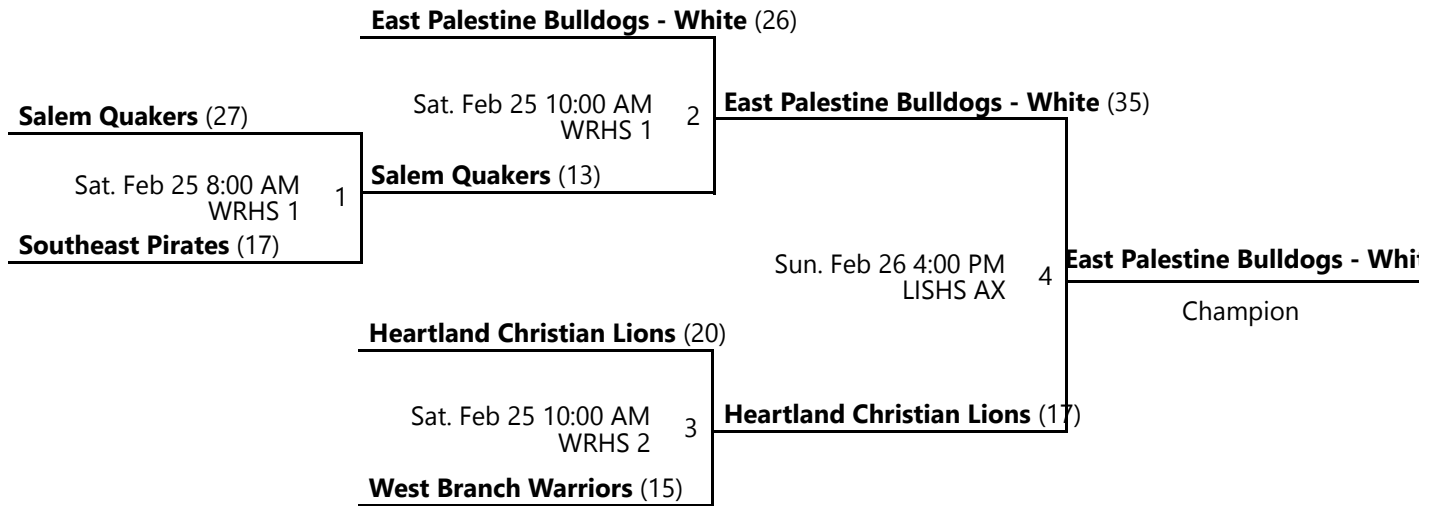 East Palestine Bulldogs - White (26)
Salem Quakers (27)
Sat. Feb 25 10:00 AM
WRHS 1
2
East Palestine Bulldogs - White (35)
Sat. Feb 25 8:00 AM
WRHS 1
1
Salem Quakers (13)
Southeast Pirates (17)
Sun. Feb 26 4:00 PM
LISHS AX
4
East Palestine Bulldogs - Whi
Champion
Heartland Christian Lions (20)
Sat. Feb 25 10:00 AM
WRHS 2
3
Heartland Christian Lions (17)
West Branch Warriors (15)